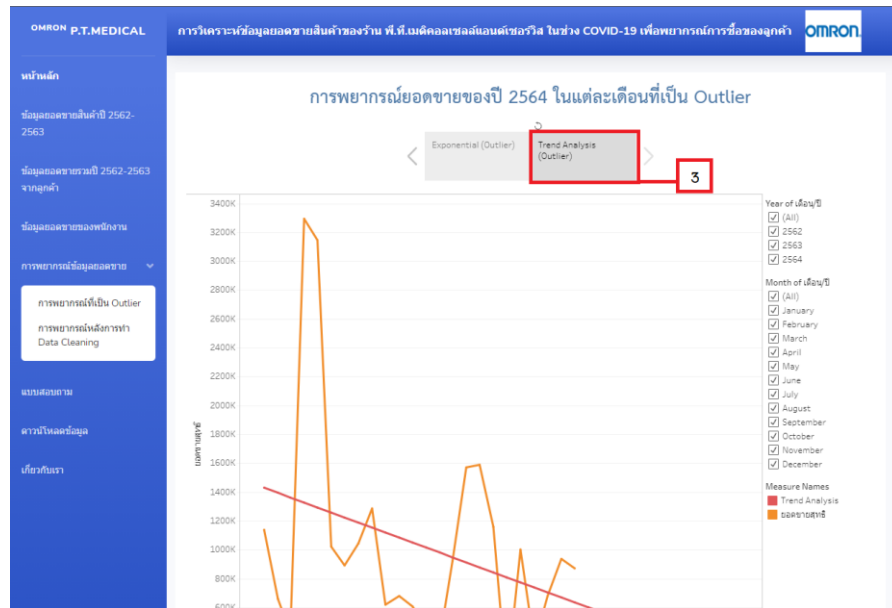 OMRON P.T.MEDICAL
การวิเคราะห์ข้อมูลยอดขายสินค้าของร้าน พี.ที.เมดิคอลเซลล์แอนด์เซอร์วิส ในช่วง COVID-19 เพื่อพยากรณ์การซื้อของลูกค้า
OMRON
หน้าหลัก
ข้อมูลยอดขายสินค้าปี 2562-
2563
ข้อมูลยอดขายรวมปี 2562-2563
จากลูกค้า
ข้อมูลยอดขายของพนักงาน
การพยากรณ์ข้อมูลยอดขาย
การพยากรณ์ที่เป็น Outlier
การพยากรณ์หลังการทำ
Data Cleaning
แบบสอบถาม
ดาวน์โหลดข้อมูล
เกี่ยวกับเรา
การพยากรณ์ยอดขายของปี 2564 ในแต่ละเดือนที่เป็น Outlier
Exponential (Outlier)
Trend Analysis
(Outlier)
3
3400K
3200K
3000K
2800K
2600K
2400K
2200K
2000K
1800K
1600K
1400K
1200K
1000K
800K
600K
ยอดขายสุทธิ
Year of เดือน/ปี
(All)
2562
2563
2564
Month of เดือน/ปี
(All)
January
February
March
April
May
June
July
August
September
October
November
December
Measure Names
Trend Analysis
ยอดขายสุทธิ